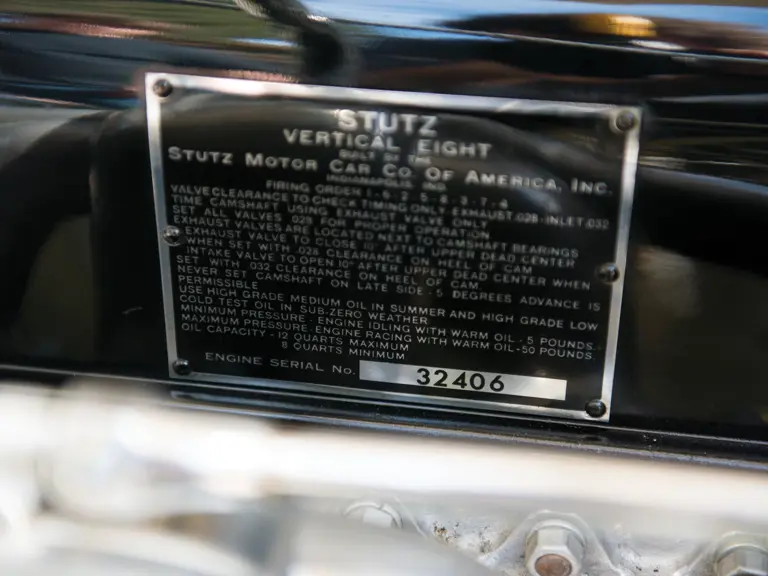 STUTZ
VERTICAL EIGHT
BUILT BY THE
STUTZ MOTOR CAR CO. OF AMERICA, INC.
INDIANAPOLIS, IND.
FIRING ORDER 1-6-2-5-8-3-7-4
VALVE CLEARANCE TO CHECK TIMING ONLY EXHAUST .028 - INLET .032
TIME CAMSHAFT USING EXHAUST VALVE ONLY
SET ALL VALVES .028 FOR PROPER OPERATION
EXHAUST VALVES ARE LOCATED NEXT TO CAMSHAFT BEARINGS
EXHAUST VALVE TO CLOSE 10° AFTER UPPER DEAD CENTER
WHEN SET WITH .028 CLEARANCE ON HEEL OF CAM
INTAKE VALVE TO OPEN 10° AFTER UPPER DEAD CENTER WHEN
SET WITH .032 CLEARANCE ON HEEL OF CAM.
NEVER SET CAMSHAFT ON LATE SIDE - 5 DEGREES ADVANCE IS
PERMISSIBLE
USE HIGH GRADE MEDIUM OIL IN SUMMER AND HIGH GRADE LOW
COLD TEST OIL IN SUB-ZERO WEATHER
MINIMUM PRESSURE - ENGINE IDLING WITH WARM OIL - 5 POUNDS.
MAXIMUM PRESSURE - ENGINE RACING WITH WARM OIL - 50 POUNDS.
OIL CAPACITY - 12 QUARTS MAXIMUM
8 QUARTS MINIMUM
ENGINE SERIAL NO. 32406